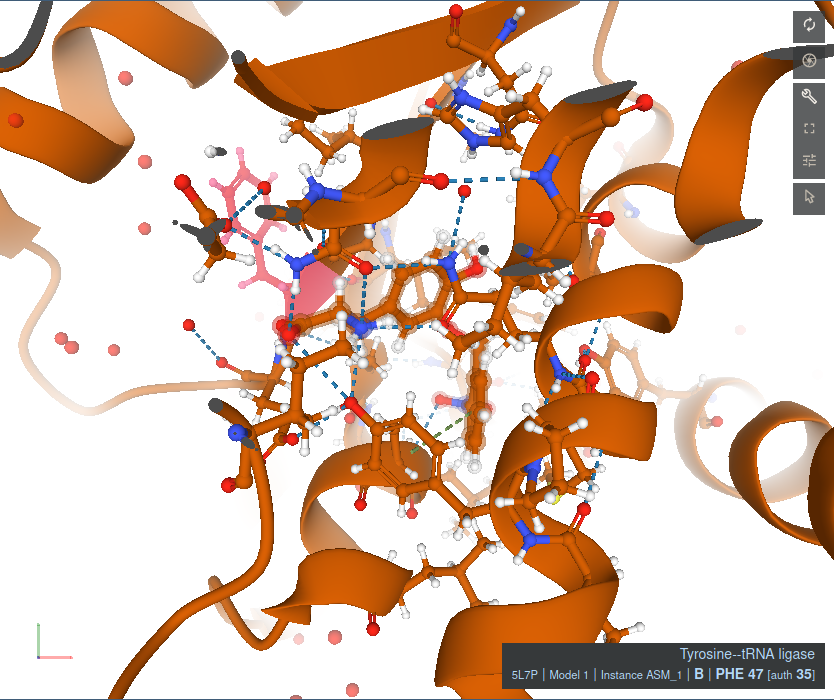 Tyrosine--tRNA ligase
5L7P | Model 1 | Instance ASM_1 | B | PHE 47 [auth 35]